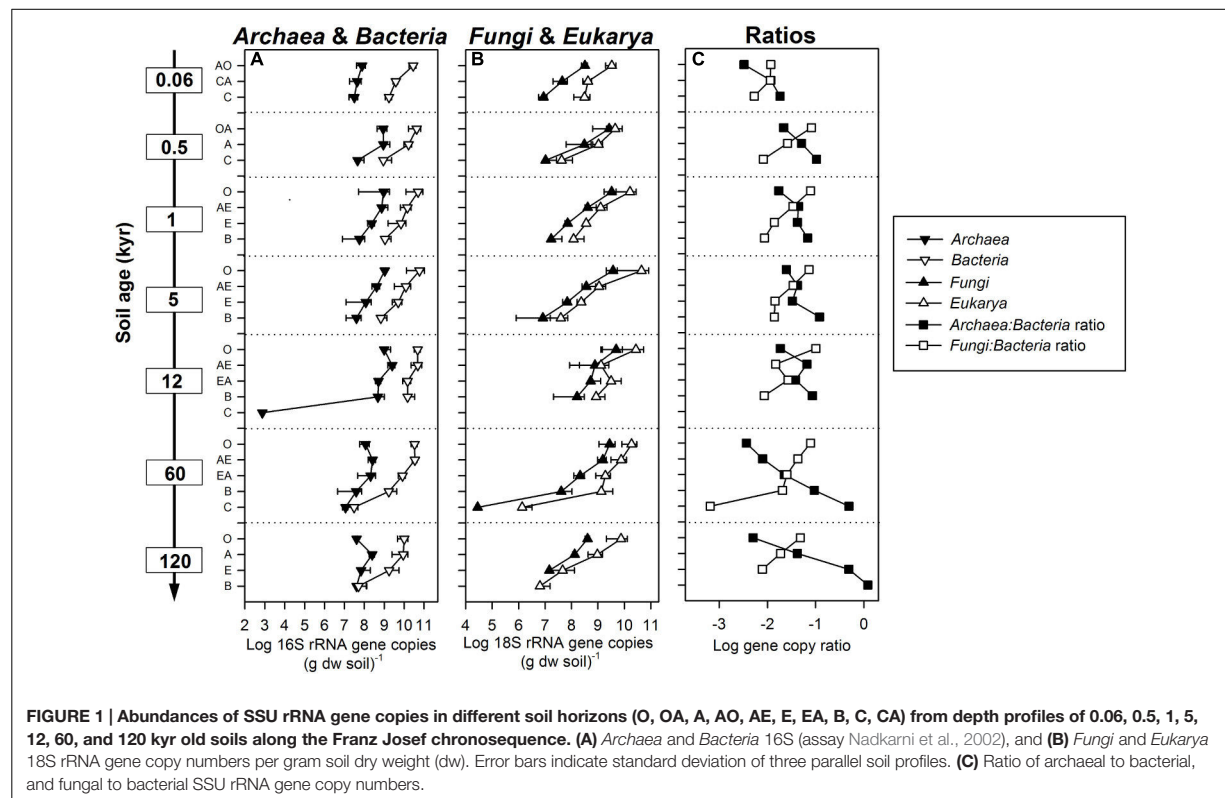 Archaea & Bacteria
Fungi & Eukarya
Ratios
A
B
C
Soil age (kyr)
0.06
AO
CA
C
0.5
OA
A
C
1
O
AE
E
B
5
O
AE
E
B
12
O
AE
EA
B
C
60
O
AE
EA
B
C
120
O
A
E
B
2 3 4 5 6 7 8 9 10 11
Log 16S rRNA gene copies
(g dw soil)-1
4 5 6 7 8 9 10 11
Log 18S rRNA gene copies
(g dw soil)-1
-3 -2 -1 0
Log gene copy ratio
Archaea
Bacteria
Fungi
Eukarya
Archaea:Bacteria ratio
Fungi:Bacteria ratio
FIGURE 1 | Abundances of SSU rRNA gene copies in different soil horizons (O, OA, A, AO, AE, E, EA, B, C, CA) from depth profiles of 0.06, 0.5, 1, 5,
12, 60, and 120 kyr old soils along the Franz Josef chronosequence. (A) Archaea and Bacteria 16S (assay Nadkarni et al., 2002), and (B) Fungi and Eukarya
18S rRNA gene copy numbers per gram soil dry weight (dw). Error bars indicate standard deviation of three parallel soil profiles. (C) Ratio of archaeal to bacterial,
and fungal to bacterial SSU rRNA gene copy numbers.